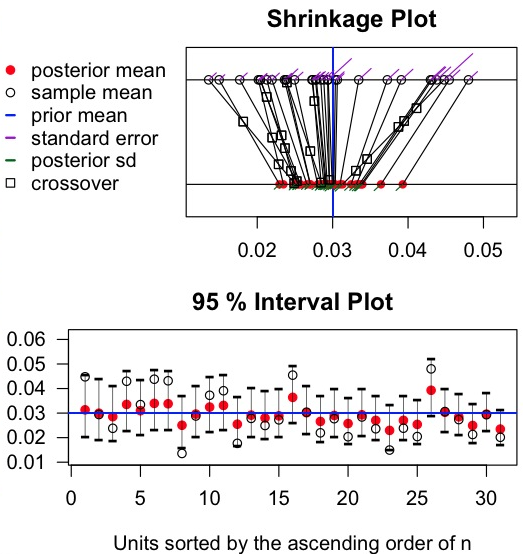 Shrinkage Plot
posterior mean
sample mean
prior mean
standard error
posterior sd
crossover
0.02 0.03 0.04 0.05
95 % Interval Plot
0.06
0.05
0.04
0.03
0.02
0.01
0 5 10 15 20 25 30
Units sorted by the ascending order of n